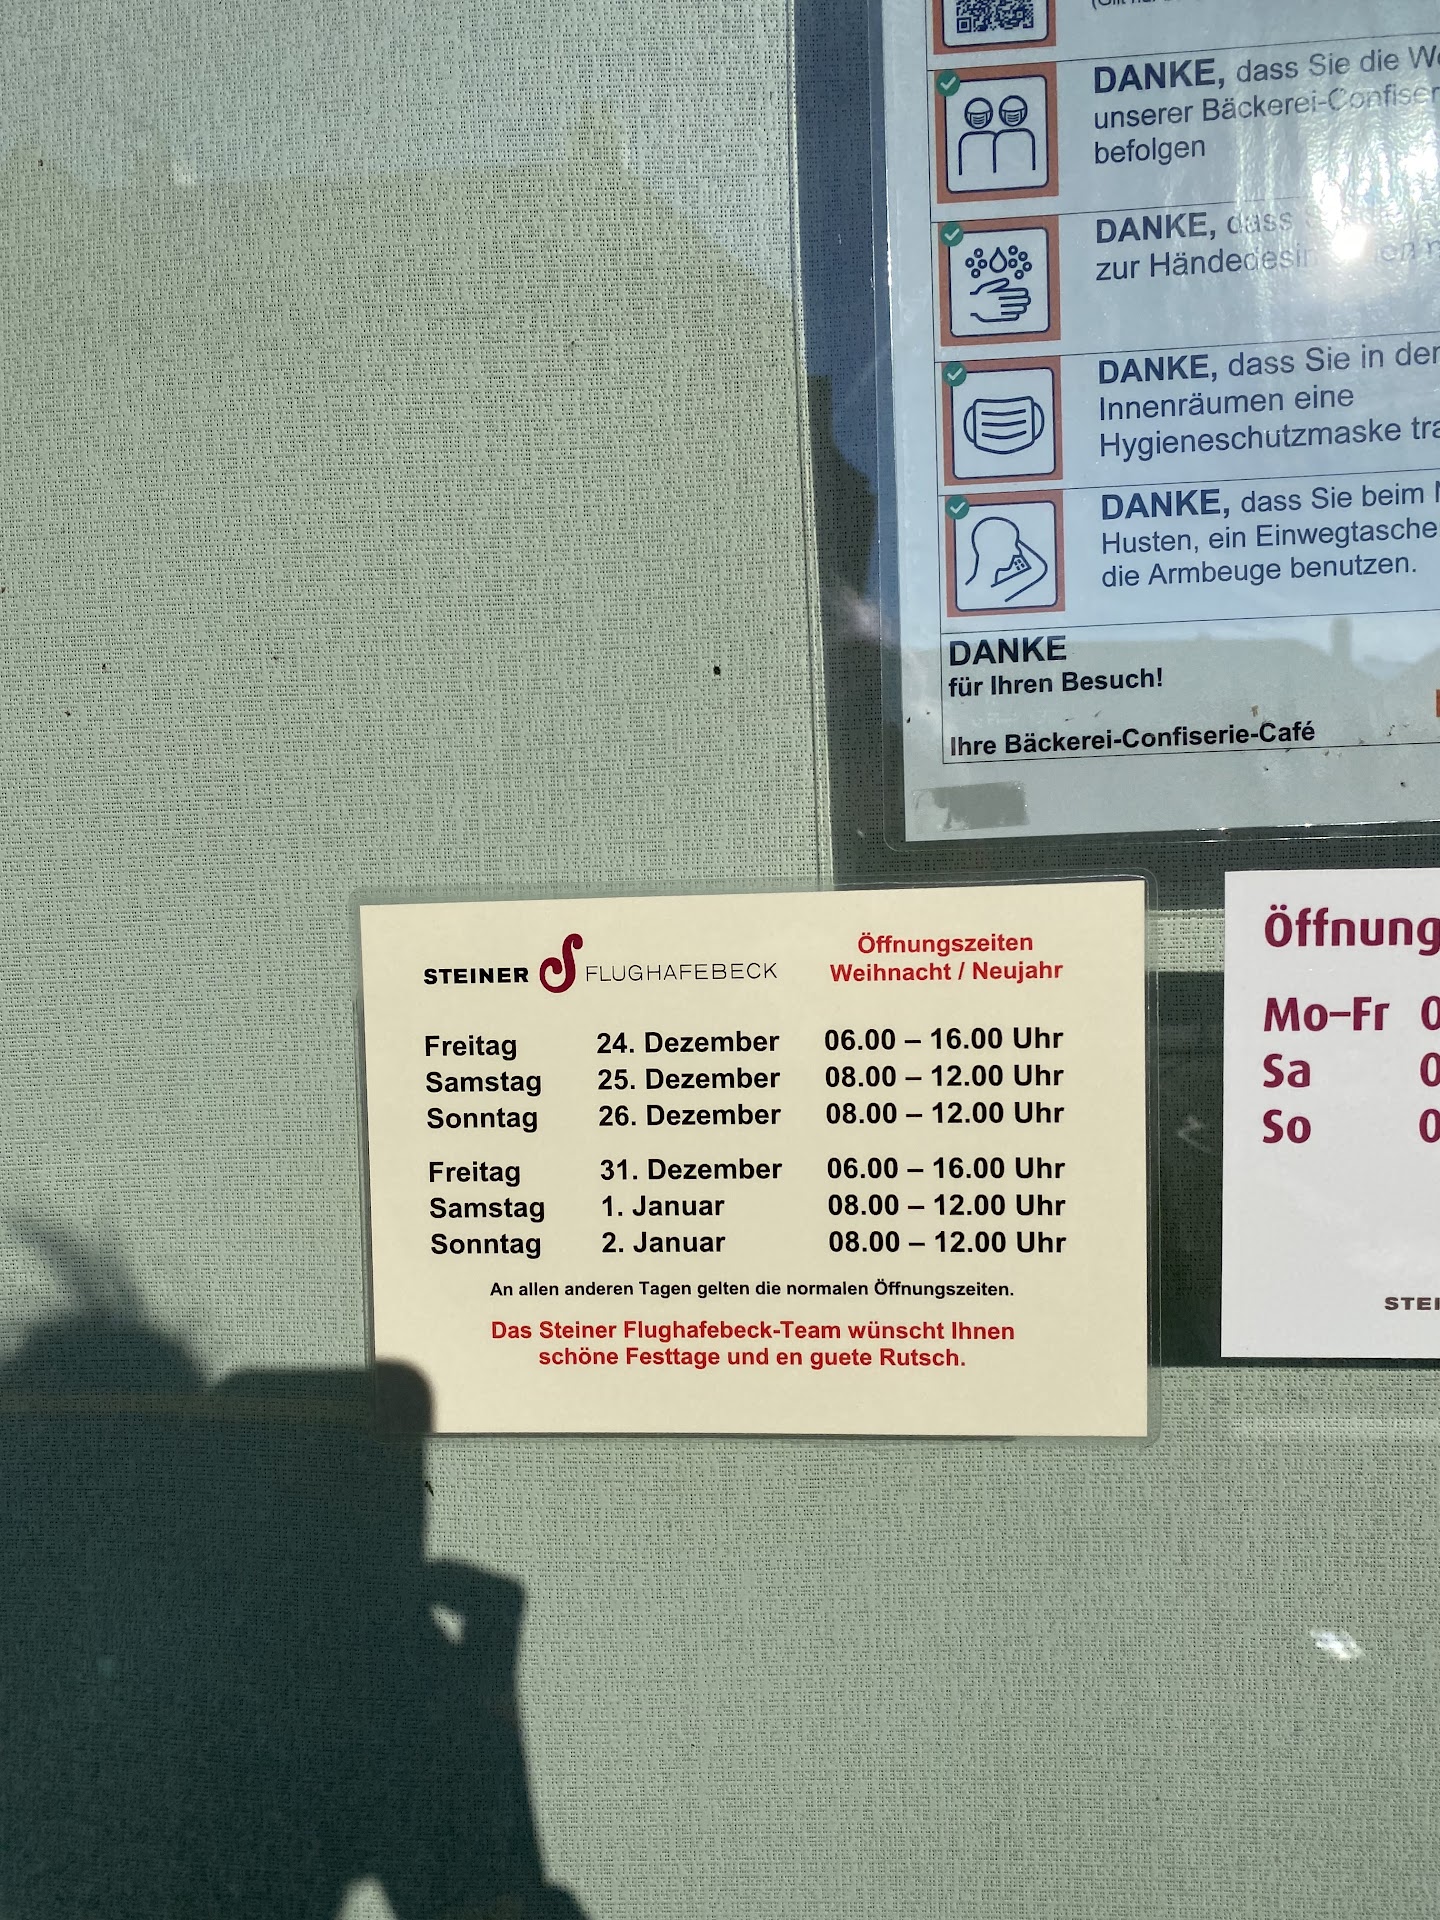 DANKE, dass Sie die
unserer Bäckerei-Confiser
befolgen
DANKE, dass
zur
DANKE, dass Sie in der
Innenräumen eine
Hygieneschutzmaske
DANKE, dass Sie beim
Husten, ein Einwegtasche
die Armbeuge benutzen.
DANKE
für Ihren Besuch!
Ihre Bäckerei-Confiserie-Café
STEINER FLUGHAFEBECK
Öffnungszeiten
Weihnacht / Neujahr
Freitag 24. Dezember 06.00 – 16.00 Uhr
Samstag 25. Dezember 08.00 – 12.00 Uhr
Sonntag 26. Dezember 08.00 – 12.00 Uhr
Freitag 31. Dezember 06.00 – 16.00 Uhr
Samstag 1. Januar 08.00 – 12.00 Uhr
Sonntag 2. Januar 08.00 – 12.00 Uhr
An allen anderen Tagen gelten die normalen Öffnungszeiten.
Das Steiner Flughafebeck-Team wünscht Ihnen
schöne Festtage und en guete Rutsch.
Öffnung
Mo–Fr 0
Sa 0
So 0
STEI